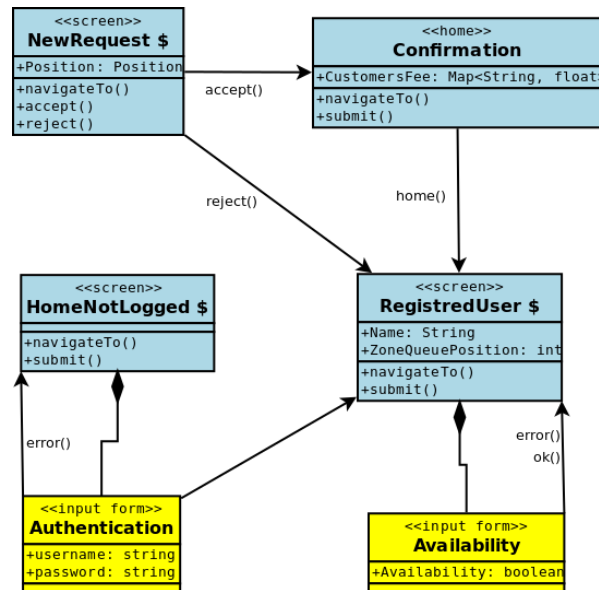 <<screen>>
NewRequest $
+Position: Position
+navigateTo()
+accept()
+reject()
accept()
<<home>>
Confirmation
+CustomersFee: Map<String, float>
+navigateTo()
+submit()
reject()
home()
<<screen>>
HomeNotLogged $
+navigateTo()
+submit()
<<screen>>
RegistredUser $
+Name: String
+ZoneQueuePosition: int
+navigateTo()
+submit()
error()
error()
ok()
<<input form>>
Authentication
+username: string
+password: string
<<input form>>
Availability
+Availability: boolean